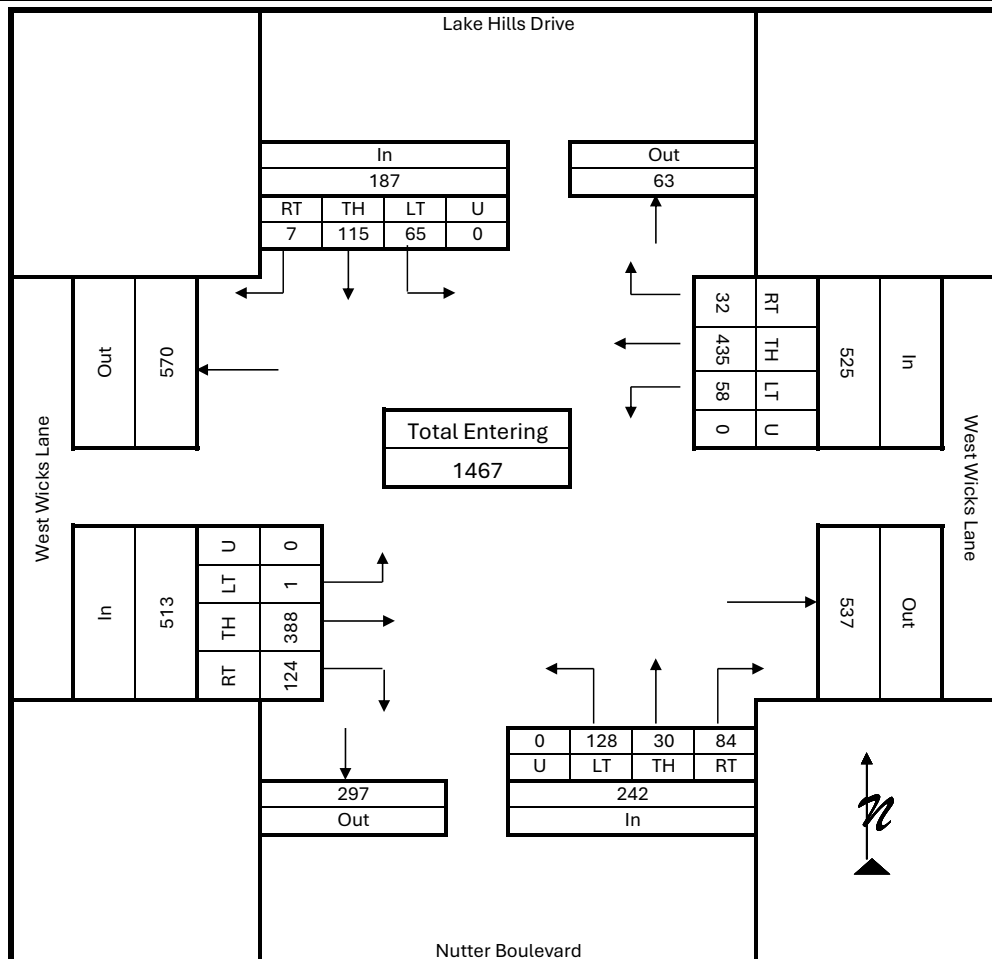 Lake Hills Drive
In
187
RT TH LT U
7 115 65 0
Out
63
Out
570
West Wicks Lane
32 RT
435 TH
58 LT
0 U
525
In
West Wicks Lane
Total Entering
1467
In
513
U 0
LT 1
TH 388
RT 124
537
Out
0 128 30 84
U LT TH RT
242
In
297
Out
N
Nutter Boulevard